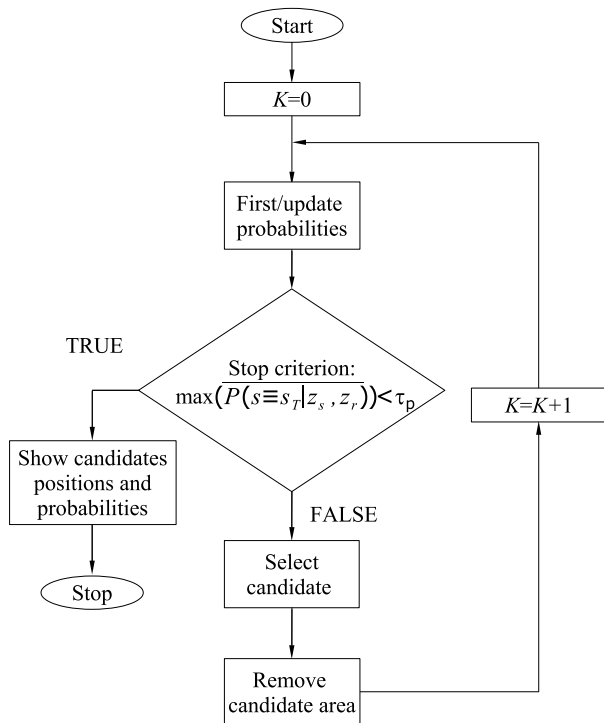 Start
K=0
First/update
probabilities
TRUE
Stop criterion:
max(P(s≡s_T|z_s,z_r))<τ_p
K=K+1
Show candidates
positions and
probabilities
FALSE
Select
candidate
Stop
Remove
candidate area